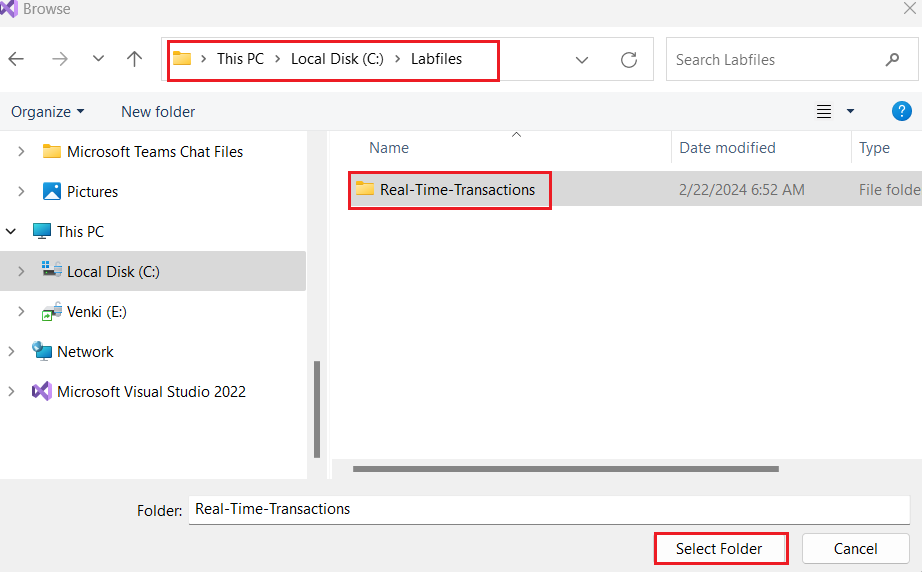 Browse
This PC > Local Disk (C:) > Labfiles
Search Labfiles
Organize
New folder
?
Name
Date modified
Type
Microsoft Teams Chat Files
Pictures
This PC
Local Disk (C:)
Venki (E:)
Network
Microsoft Visual Studio 2022
Real-Time-Transactions
2/22/2024 6:52 AM
File folde
Folder:
Real-Time-Transactions
Select Folder
Cancel